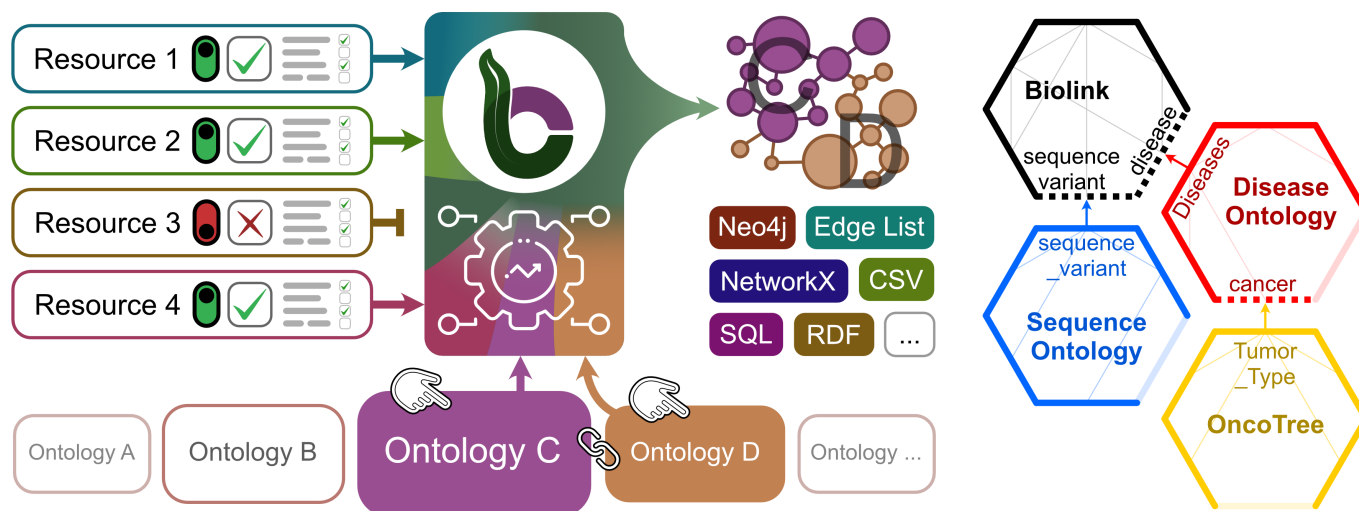 Resource 1
Resource 2
Resource 3
Resource 4
Ontology A
Ontology B
Ontology C
Ontology D
Ontology ...
C
D
Neo4j
Edge List
NetworkX
CSV
SQL
RDF
...
Biolink
sequence
variant
disease
sequence
_variant
Sequence
Ontology
Diseases
Disease
Ontology
cancer
Tumor
_Type
OncoTree